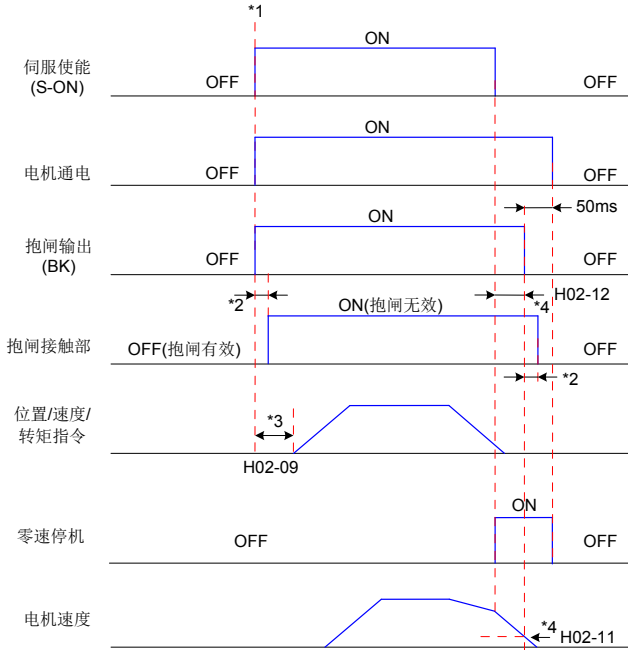 *1
伺服使能
(S-ON)
OFF
ON
OFF
电机通电
OFF
ON
OFF
50ms
抱闸输出
(BK)
OFF
ON
OFF
*2
*4
H02-12
抱闸接触部
OFF(抱闸有效)
ON(抱闸无效)
OFF
*2
位置/速度/
转矩指令
*3
H02-09
零速停机
OFF
ON
OFF
电机速度
*4
H02-11